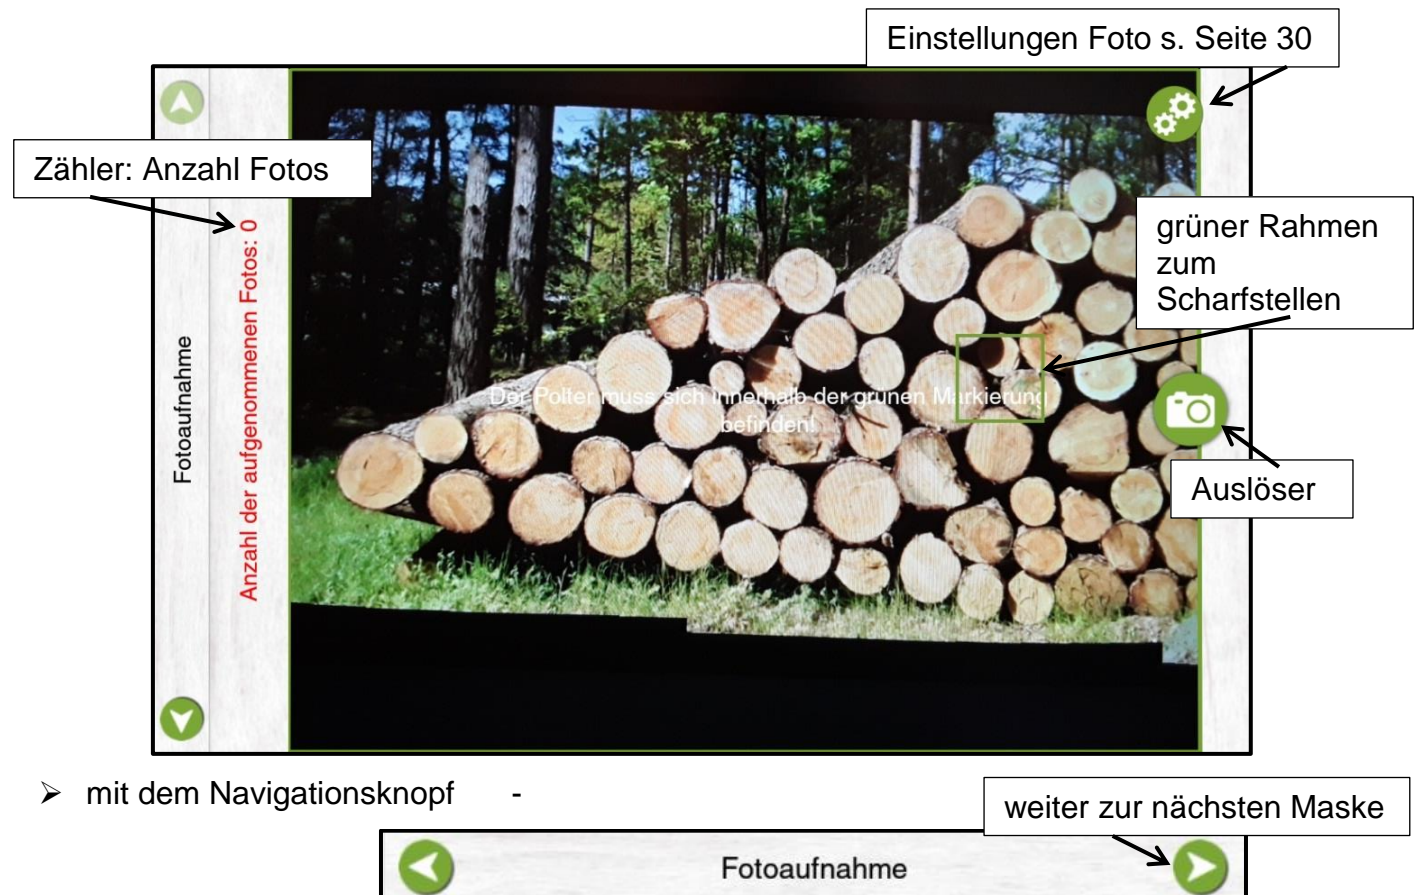 Einstellungen Foto s. Seite 30
Zähler: Anzahl Fotos
Fotoaufnahme
Anzahl der aufgenommenen Fotos: 0
grüner Rahmen
zum
Scharfstellen
Der Polter muss sich innerhalb der grünen Markierung
befinden!
Auslöser
➢ mit dem Navigationsknopf -
weiter zur nächsten Maske
Fotoaufnahme